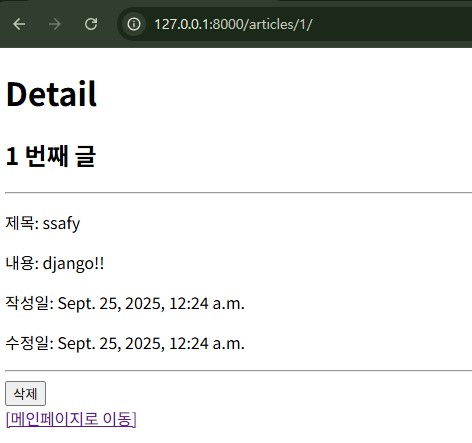 127.0.0.1:8000/articles/1/
Detail
1 번째 글
제목: ssafy
내용: django!!
작성일: Sept. 25, 2025, 12:24 a.m.
수정일: Sept. 25, 2025, 12:24 a.m.
삭제
[메인페이지로 이동]